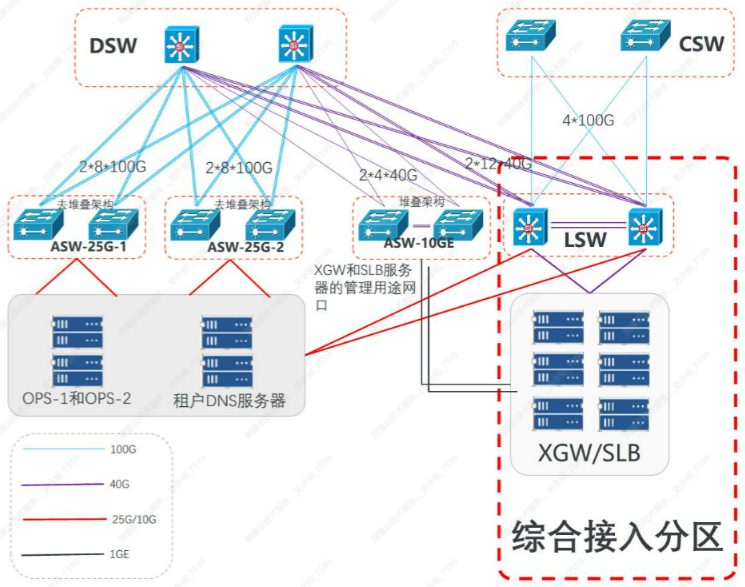 DSW
CSW
4*100G
2*8*100G
2*8*100G
2*4*40G
2*12*40G
去堆叠架构
去堆叠架构
堆叠架构
ASW-25G-1
ASW-25G-2
ASW-10GE
LSW
XGW和SLB服务
器的管理用途网
口
OPS-1和OPS-2
租户DNS服务器
XGW/SLB
100G
40G
25G/10G
1GE
综合接入分区